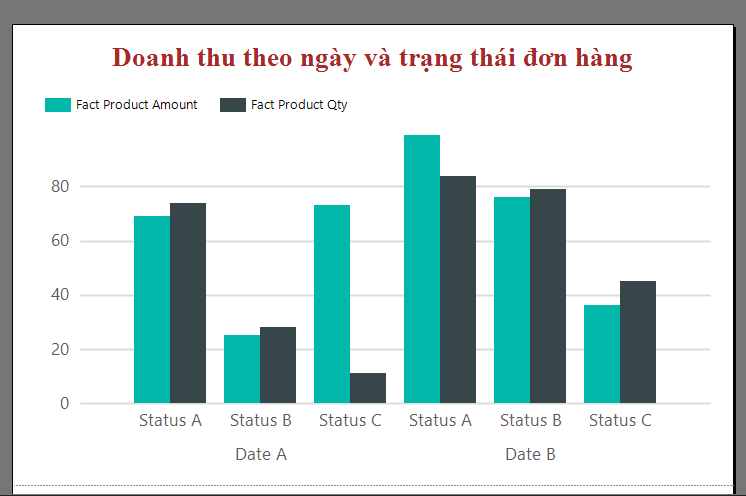 Doanh thu theo ngày và trạng thái đơn hàng
Fact Product Amount Fact Product Qty
80
60
40
20
0
Status A Status B Status C Status A Status B Status C
Date A Date B